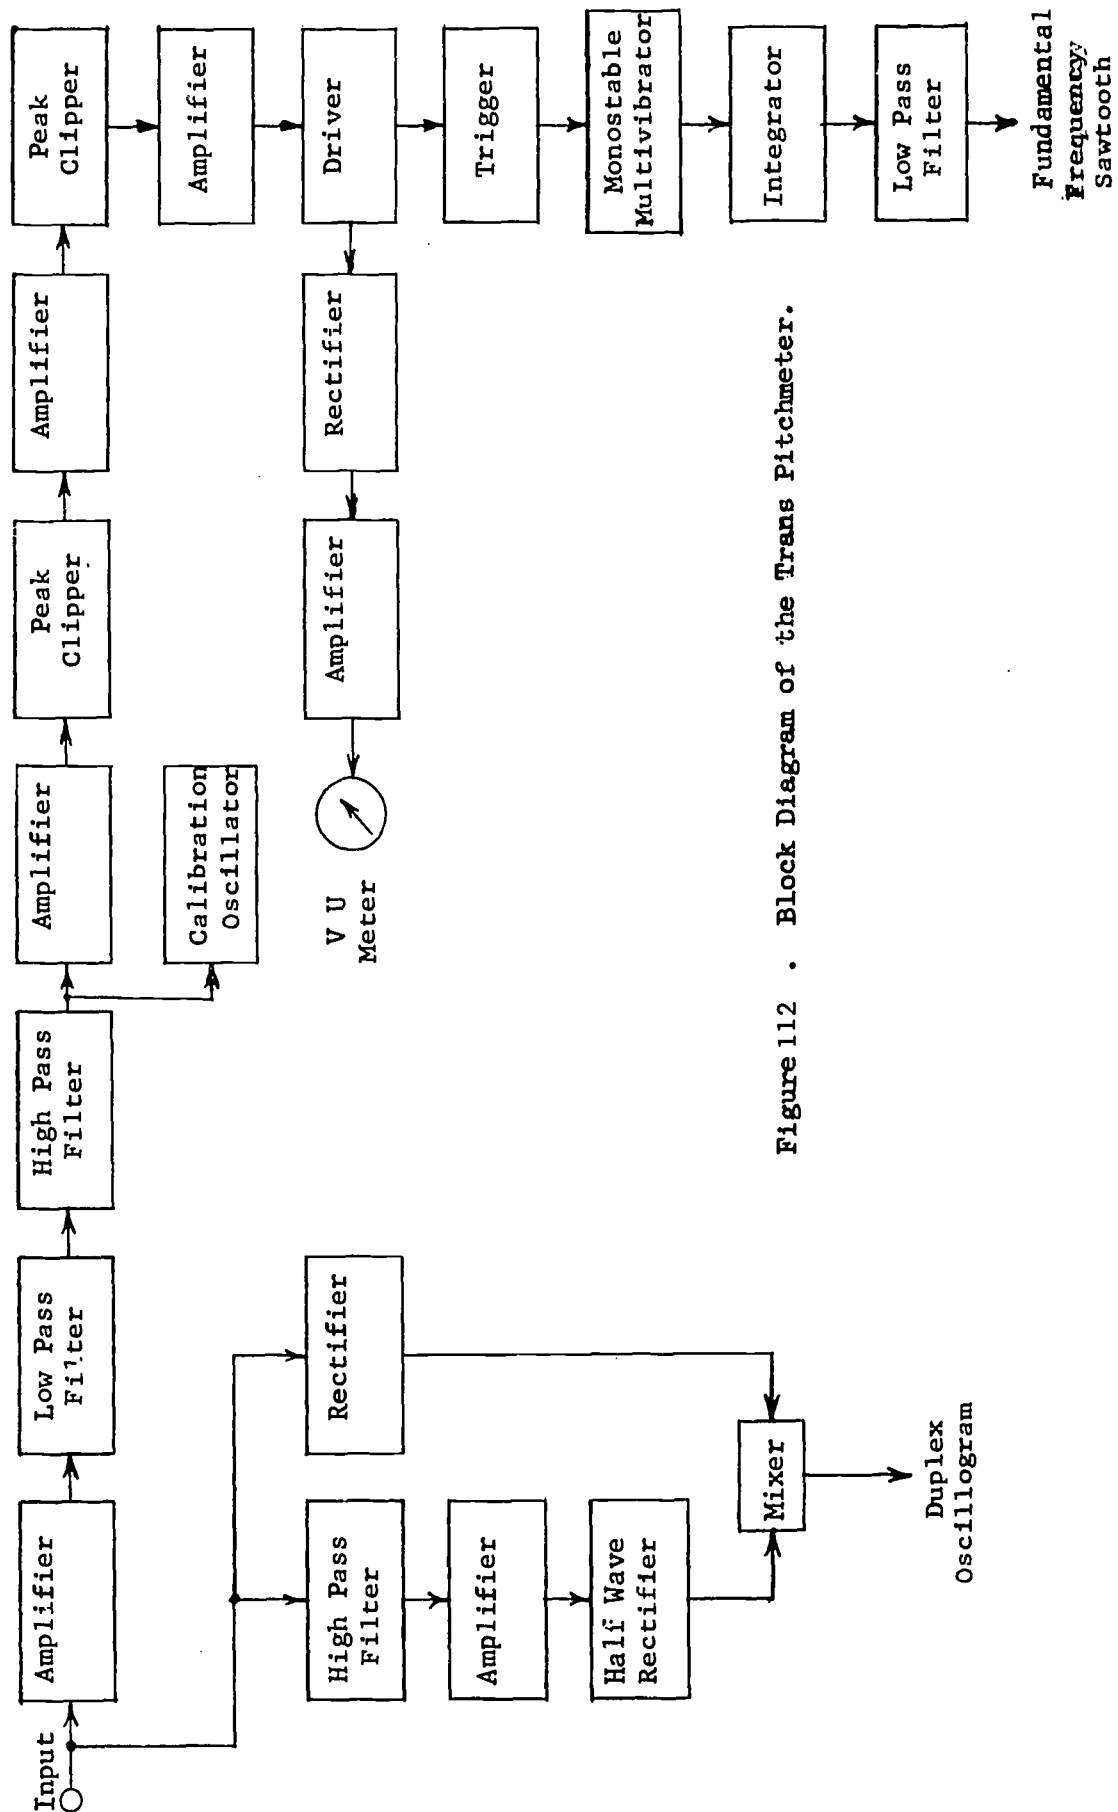 Input
Amplifier
Low Pass
Filter
High Pass
Filter
Amplifier
Peak
Clipper
Amplifier
Peak
Clipper
Calibration
Oscillator
Amplifier
High Pass
Filter
Rectifier
V U
Meter
Amplifier
Rectifier
Driver
Amplifier
Trigger
Half Wave
Rectifier
Monostable
Multivibrator
Mixer
Integrator
Duplex
Oscillogram
Low Pass
Filter
Fundamental
Frequency
Sawtooth
Figure 112 . Block Diagram of the Trans Pitchmeter.